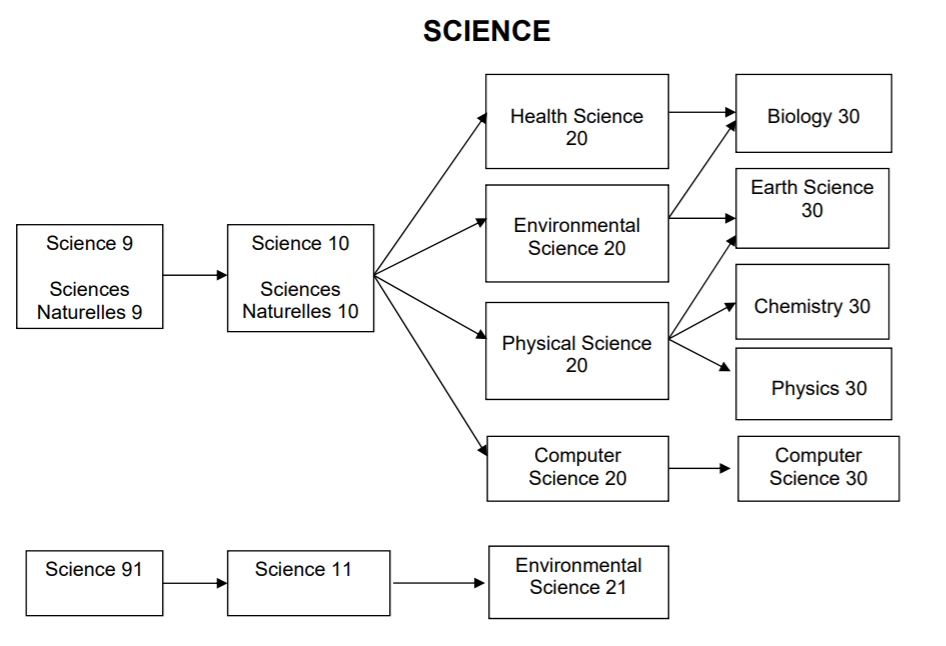 SCIENCE
Science 9
Sciences
Naturelles 9
Science 10
Sciences
Naturelles 10
Health Science
20
Environmental
Science 20
Physical Science
20
Computer
Science 20
Biology 30
Earth Science
30
Chemistry 30
Physics 30
Computer
Science 30
Science 91
Science 11
Environmental
Science 21